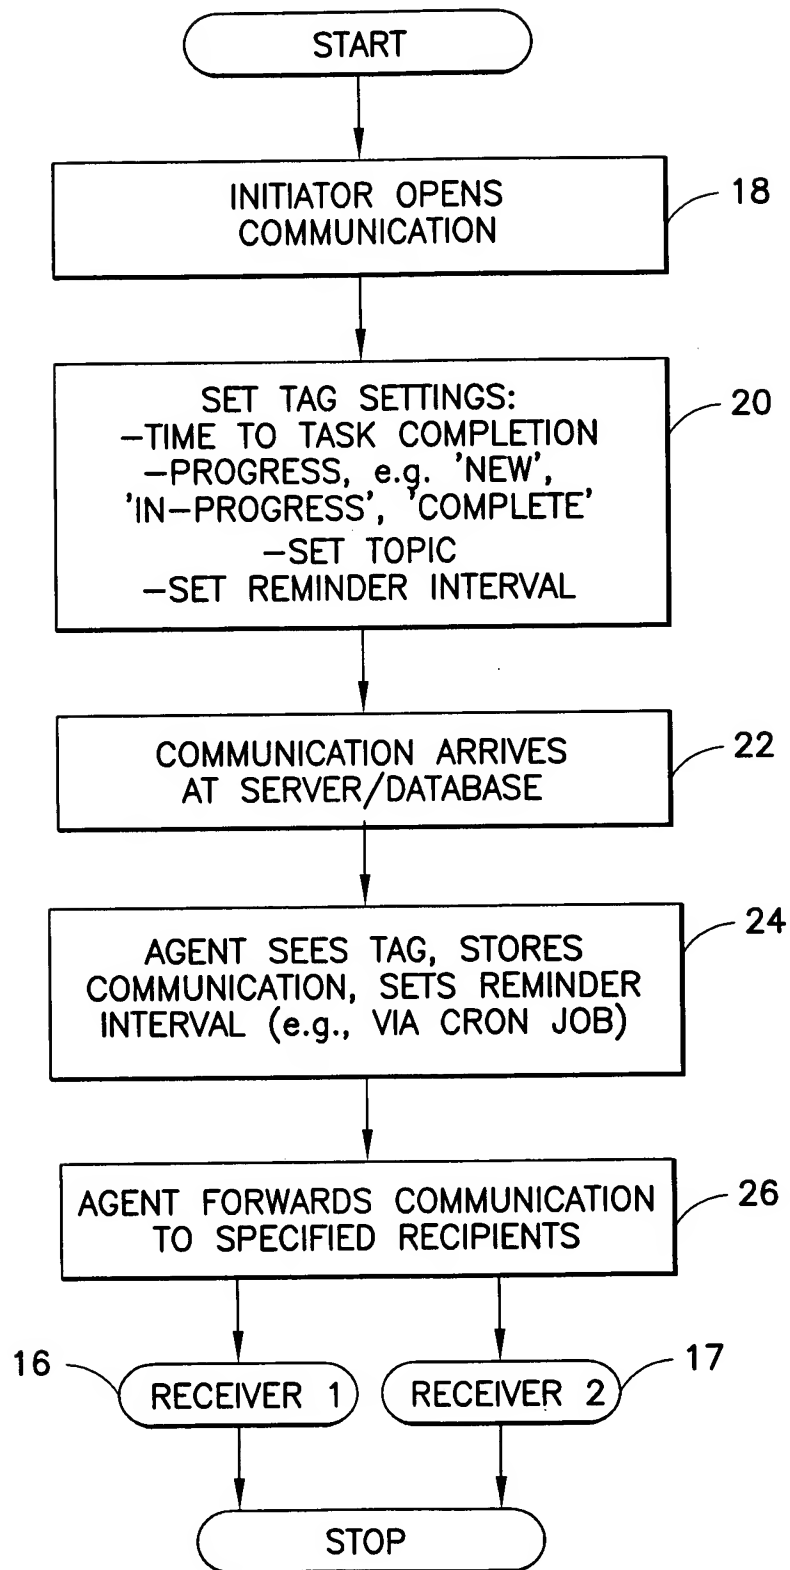 START
INITIATOR OPENS
COMMUNICATION
18
SET TAG SETTINGS:
–TIME TO TASK COMPLETION
–PROGRESS, e.g. 'NEW',
'IN–PROGRESS', 'COMPLETE'
–SET TOPIC
–SET REMINDER INTERVAL
20
COMMUNICATION ARRIVES
AT SERVER/DATABASE
22
AGENT SEES TAG, STORES
COMMUNICATION, SETS REMINDER
INTERVAL (e.g., VIA CRON JOB)
24
AGENT FORWARDS COMMUNICATION
TO SPECIFIED RECIPIENTS
26
16
RECEIVER 1
RECEIVER 2
17
STOP